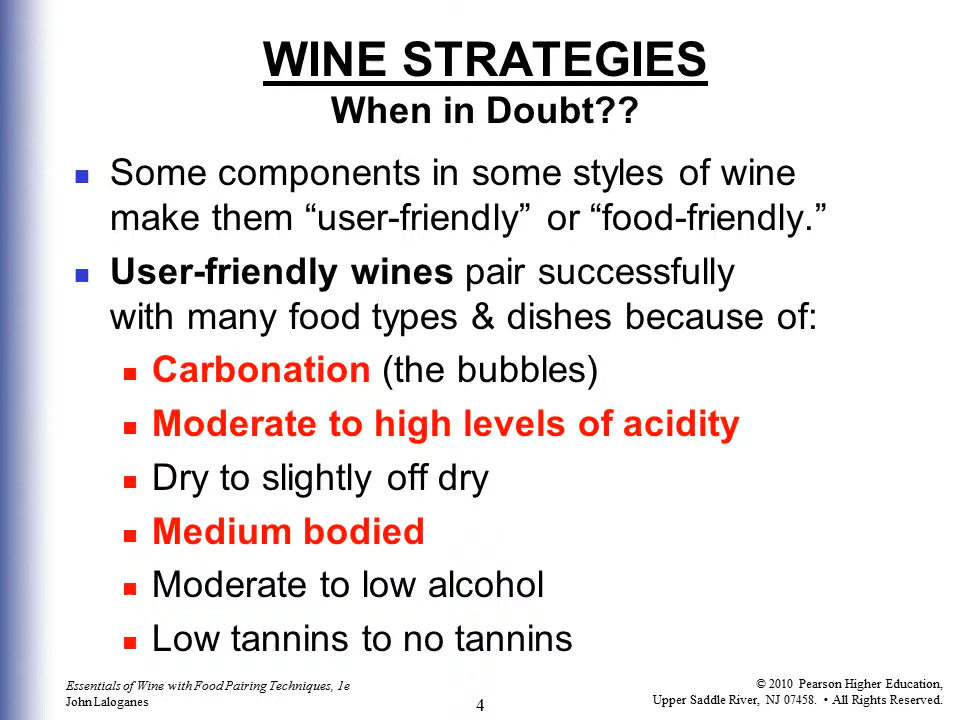 WINE STRATEGIES
When in Doubt??
Some components in some styles of wine
make them “user-friendly” or “food-friendly.”
User-friendly wines pair successfully
with many food types & dishes because of:
Carbonation (the bubbles)
Moderate to high levels of acidity
Dry to slightly off dry
Medium bodied
Moderate to low alcohol
Low tannins to no tannins
Essentials of Wine with Food Pairing Techniques, 1e
John Laloganes
4
© 2010 Pearson Higher Education,
Upper Saddle River, NJ 07458. • All Rights Reserved.